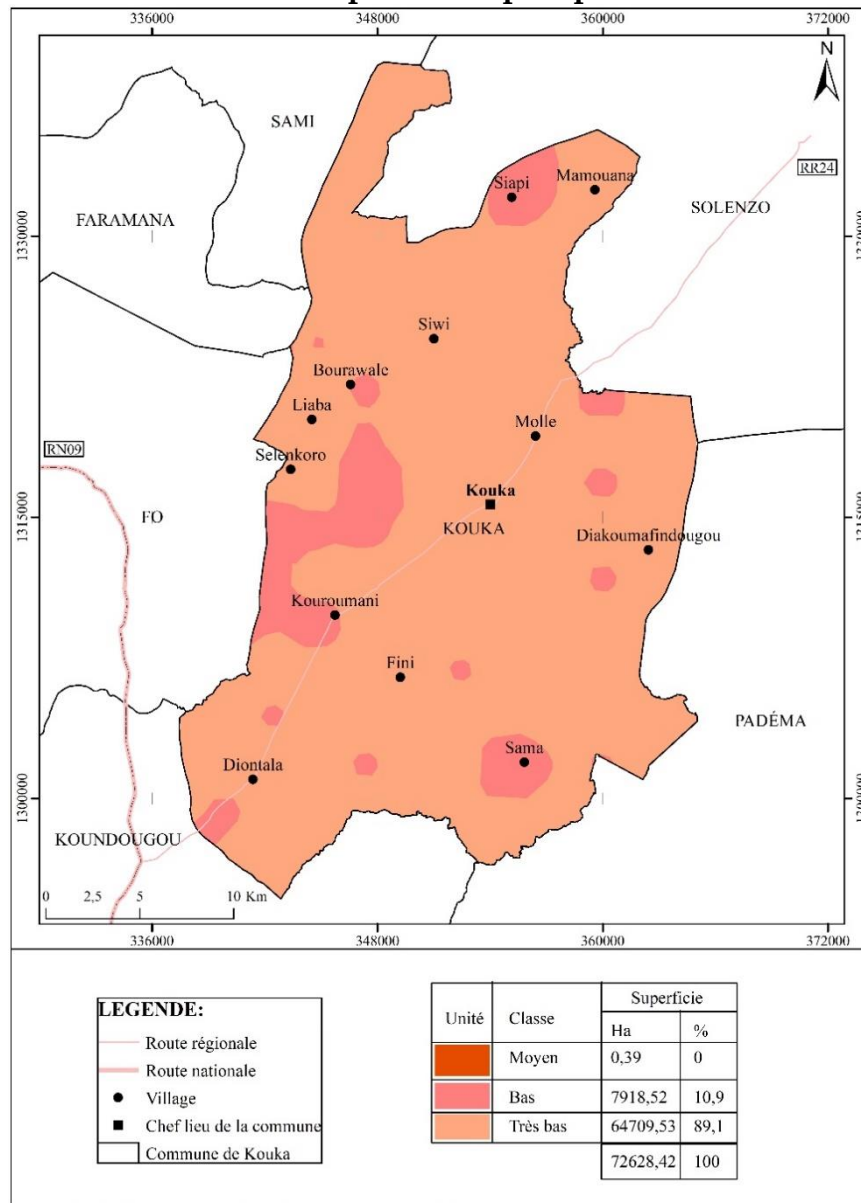 336000 348000 360000 372000
N
SAMI
Siapi
Mamouana
RR24
SOLENZO
FARAMANA
1330000
Siwi
Bourawale
Liaba
Molle
RN09
Selenkoro
Kouka
FO
1315000 1315000
KOUKA
Diakoumafindougou
Kouroumani
Fini
PADÉMA
Sama
Diontala
1300000
KOUNDOUGOU
0 2,5 5 10 Km
336000 348000 360000 372000
LEGENDE:
Route régionale
Route nationale
Village
Chef lieu de la commune
Commune de Kouka
Unité Classe Superficie
Ha %
Moyen 0,39 0
Bas 7918,52 10,9
Très bas 64709,53 89,1
72628,42 100